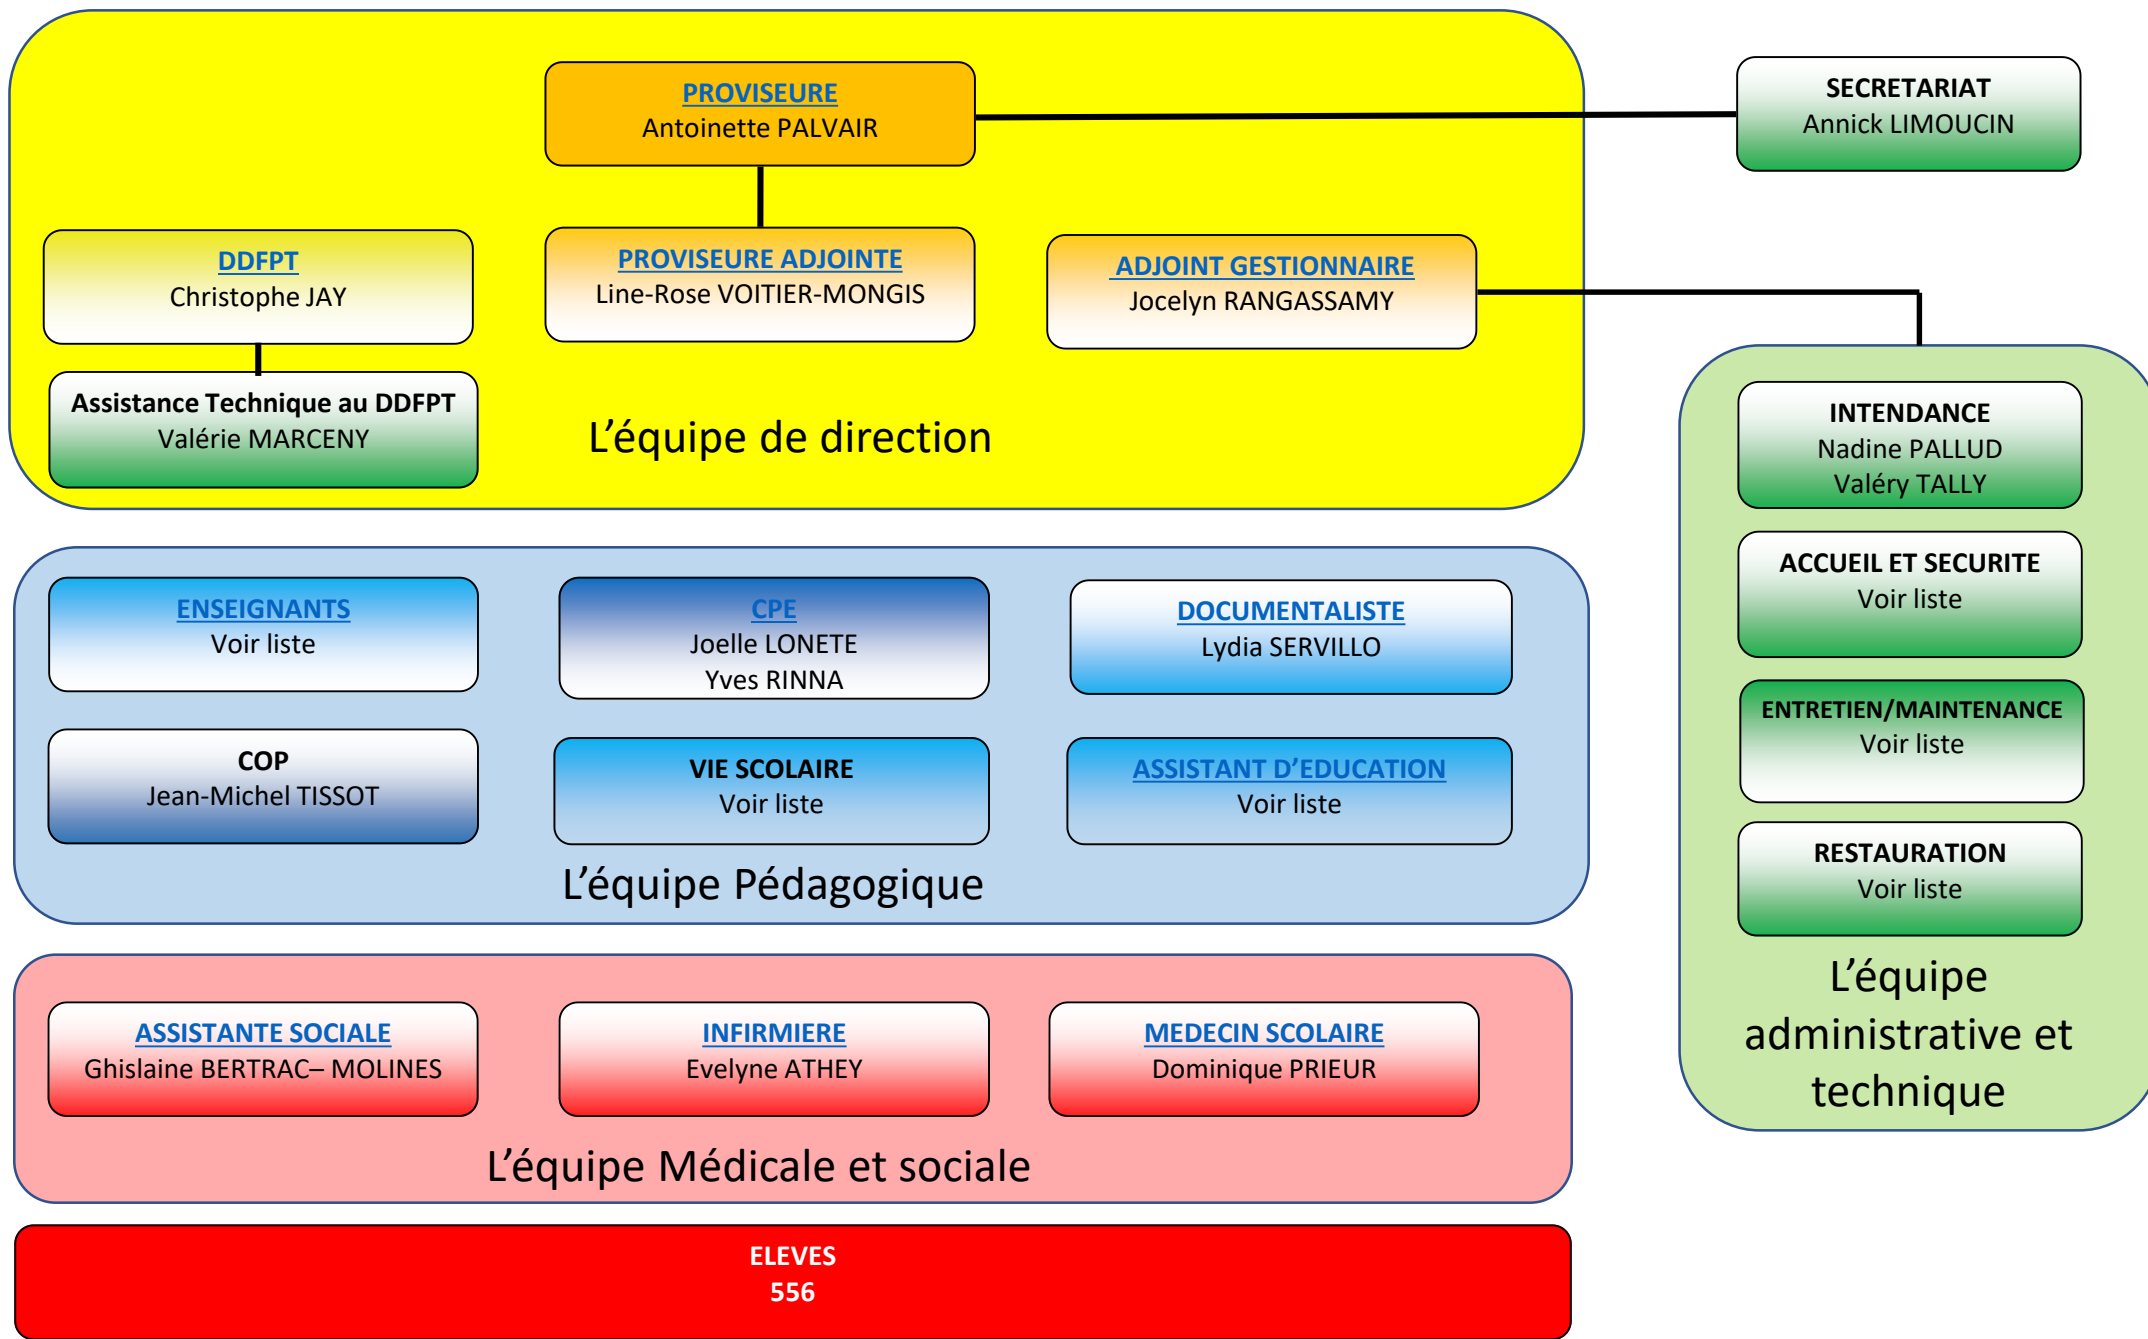 PROVISEURE
Antoinette PALVAIR
SECRETARIAT
Annick LIMOUCIN
DDFPT
Christophe JAY
PROVISEURE ADJOINTE
Line-Rose VOITIER-MONGIS
ADJOINT GESTIONNAIRE
Jocelyn RANGASSAMY
Assistance Technique au DDFPT
Valérie MARCENY
L’équipe de direction
INTENDANCE
Nadine PALLUD
Valéry TALLY
ACCUEIL ET SECURITE
Voir liste
ENTRETIEN/MAINTENANCE
Voir liste
RESTAURATION
Voir liste
L’équipe
administrative et
technique
ENSEIGNANTS
Voir liste
CPE
Joelle LONETE
Yves RINNA
DOCUMENTALISTE
Lydia SERVILLO
COP
Jean-Michel TISSOT
VIE SCOLAIRE
Voir liste
ASSISTANT D’EDUCATION
Voir liste
L’équipe Pédagogique
ASSISTANTE SOCIALE
Ghislaine BERTRAC– MOLINES
INFIRMIERE
Evelyne ATHEY
MEDECIN SCOLAIRE
Dominique PRIEUR
L’équipe Médicale et sociale
ELEVES
556